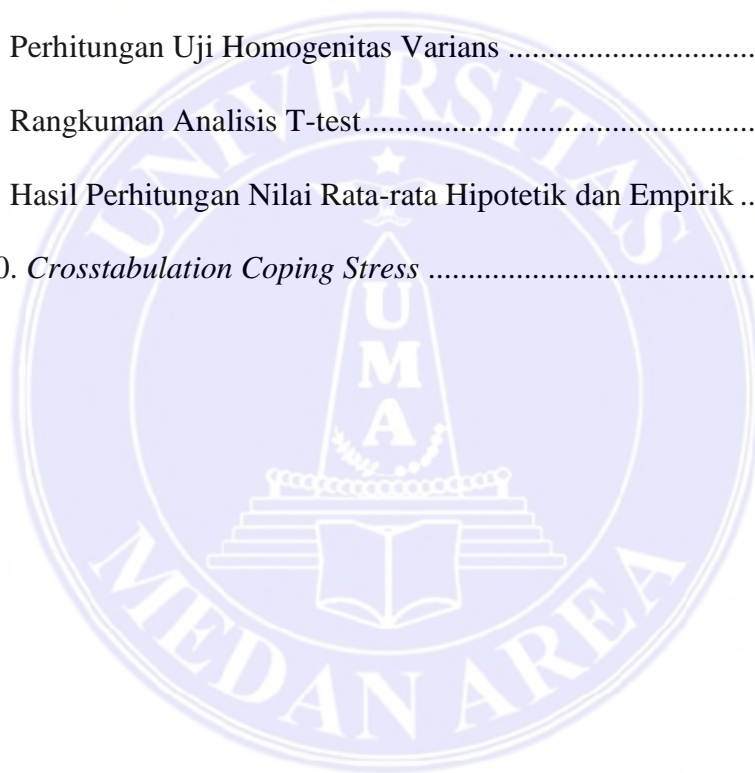 Perhitungan Uji Homogenitas Varians ...............................
Rangkuman Analisis T-test.................................................
Hasil Perhitungan Nilai Rata-rata Hipotetik dan Empirik ..
0. Crosstabulation Coping Stress .........................................
UNIVERSITAS
UMA
MEDAN AREA